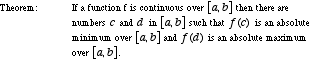 Theorem: If a function f is continuous over [a, b] then there are
numbers c and d in [a, b] such that f(c) is an absolute
minimum over [a, b] and f(d) is an absolute maximum
over [a, b].